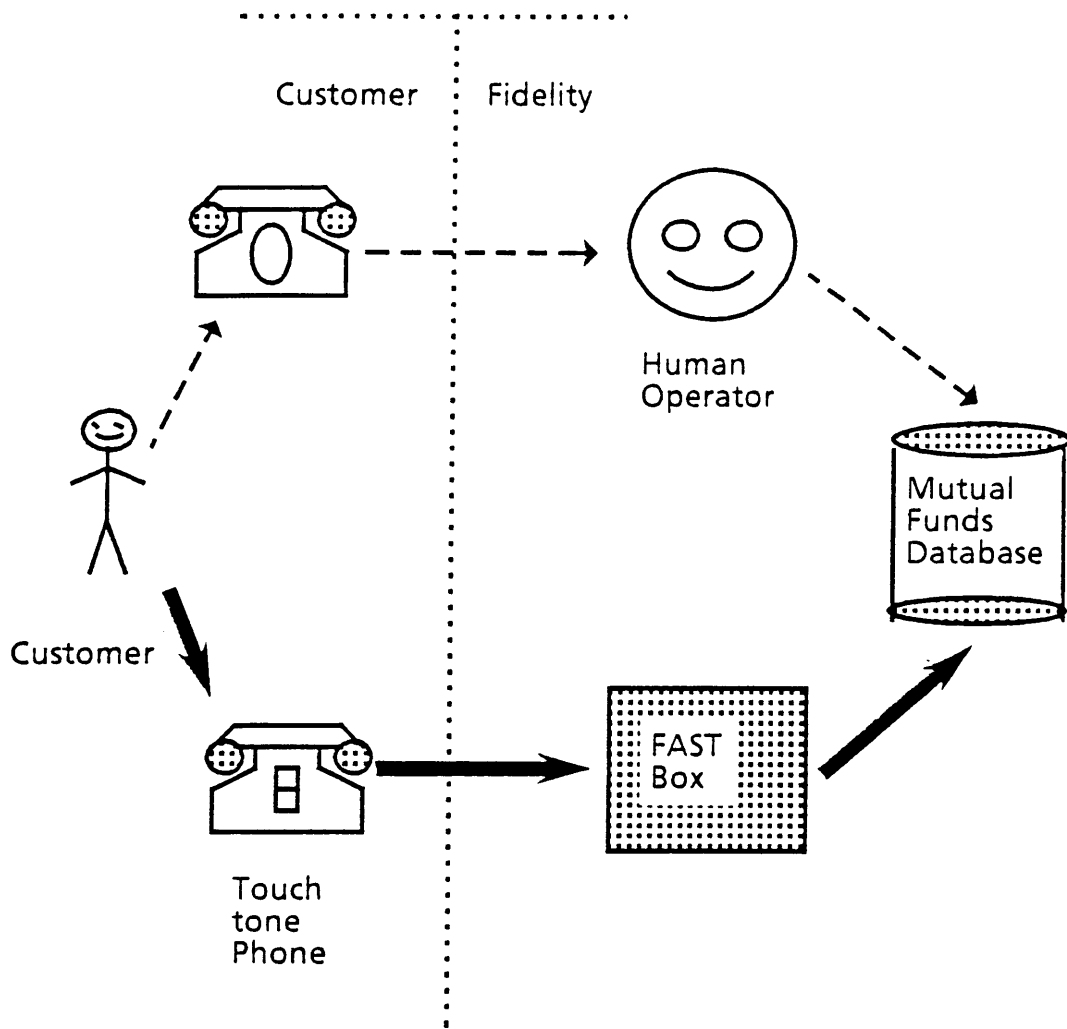 Customer
Fidelity
Human
Operator
Mutual
Funds
Database
Customer
FAST
Box
Touch
tone
Phone